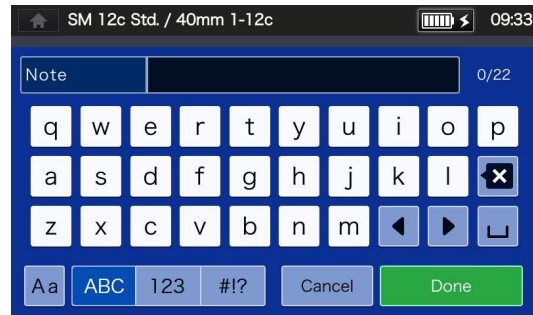 SM 12c Std. / 40mm 1-12c 09:33
Note 0/22
q w e r t y u i o p
a s d f g h j k l
z x c v b n m
Aa ABC 123 #!? Cancel Done